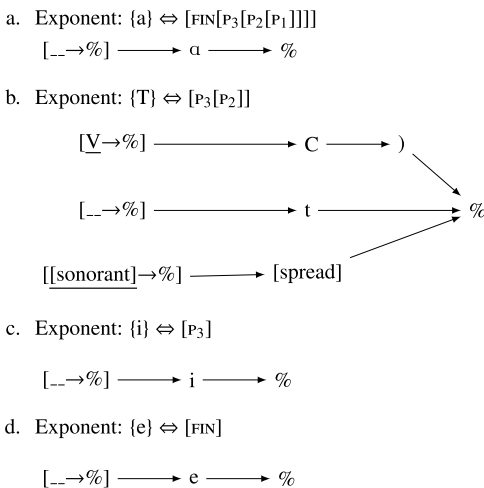 a. Exponent: {a} ⇔ [FIN[P₃[P₂[P₁]]]]
[__→%] ⟶ ɑ ⟶ %
b. Exponent: {T} ⇔ [P₃[P₂]]
[V→%] ⟶ C ⟶ )
[__→%] ⟶ t ⟶ %
[[sonorant]→%] ⟶ [spread]
c. Exponent: {i} ⇔ [P₃]
[__→%] ⟶ i ⟶ %
d. Exponent: {e} ⇔ [FIN]
[__→%] ⟶ e ⟶ %